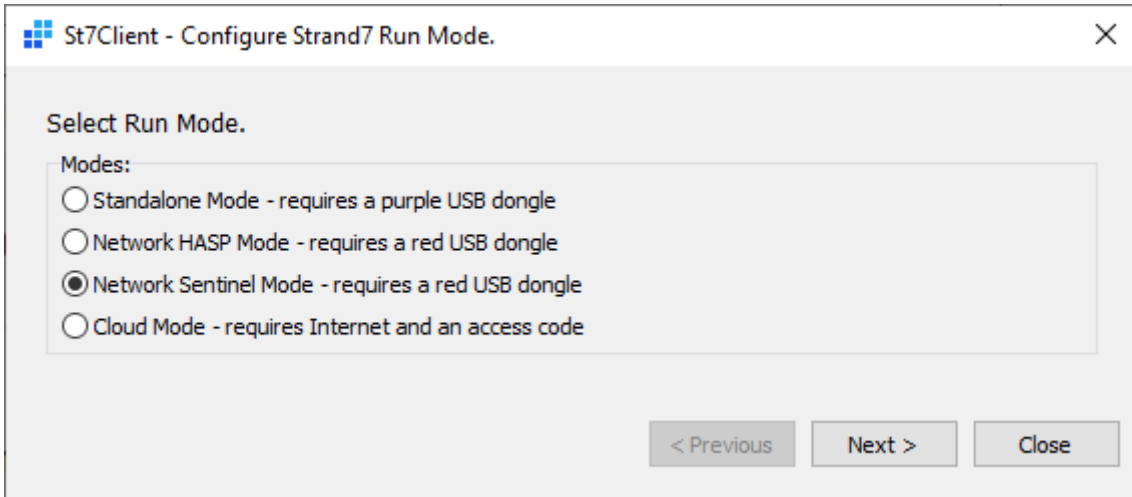 St7Client - Configure Strand7 Run Mode.
Select Run Mode.
Modes:
Standalone Mode - requires a purple USB dongle
Network HASP Mode - requires a red USB dongle
Network Sentinel Mode - requires a red USB dongle
Cloud Mode - requires Internet and an access code
< Previous Next > Close